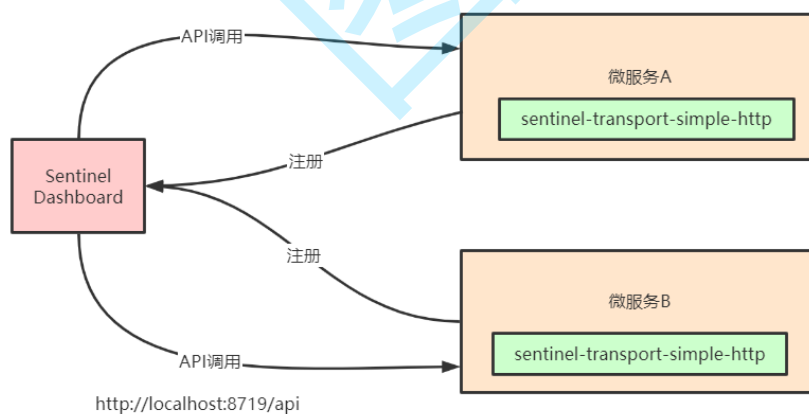 API调用
微服务A
sentinel-transport-simple-http
注册
Sentinel
Dashboard
注册
微服务B
sentinel-transport-simple-http
API调用
http://localhost:8719/api